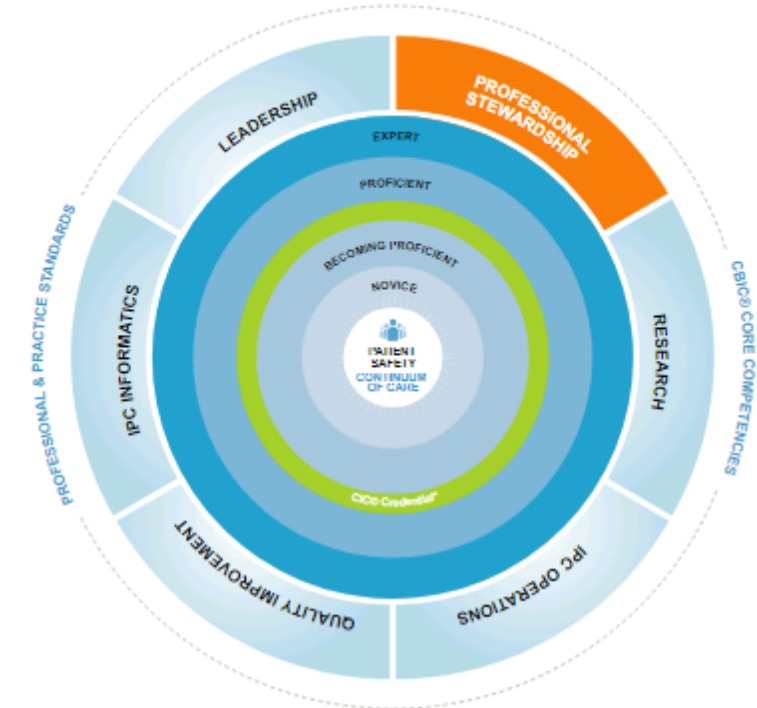 PROFESSIONAL
STEWARDSHIP
LEADERSHIP
EXPERT
PROFICIENT
BECOMING PROFICIENT
NOVICE
PATIENT
SAFETY
CONTINUUM
OF CARE
CIC® Credential*
RESEARCH
IPC OPERATIONS
QUALITY IMPROVEMENT
IPC INFORMATICS
PROFESSIONAL & PRACTICE STANDARDS
CBIC® CORE COMPETENCIES